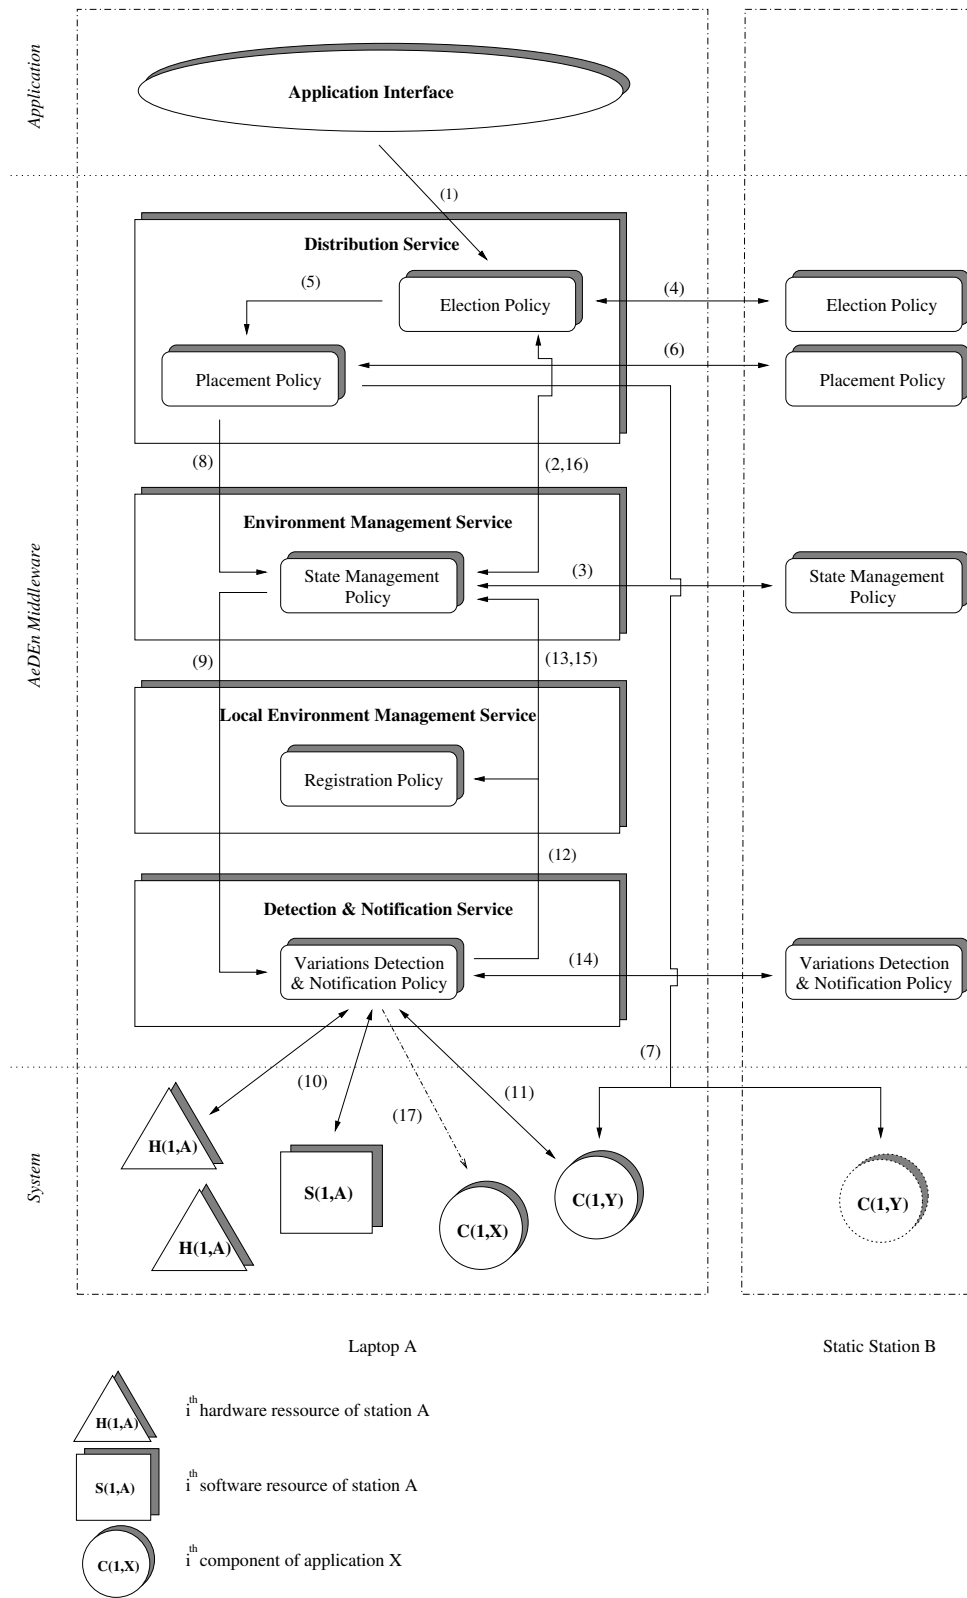 Application
Application Interface
(1)
Distribution Service
(5)
Election Policy
(4)
Election Policy
(6)
Placement Policy
Placement Policy
(8)
(2,16)
Environment Management Service
State Management
Policy
(3)
State Management
Policy
AeDEn Middleware
(9)
(13,15)
Local Environment Management Service
Registration Policy
(12)
Detection & Notification Service
Variations Detection
& Notification Policy
(14)
Variations Detection
& Notification Policy
(7)
(10)
(11)
(17)
System
H(1,A)
S(1,A)
C(1,X)
C(1,Y)
C(1,Y)
H(1,A)
Laptop A
Static Station B
H(1,A)
i th hardware ressource of station A
S(1,A)
i th software resource of station A
C(1,X)
i th component of application X